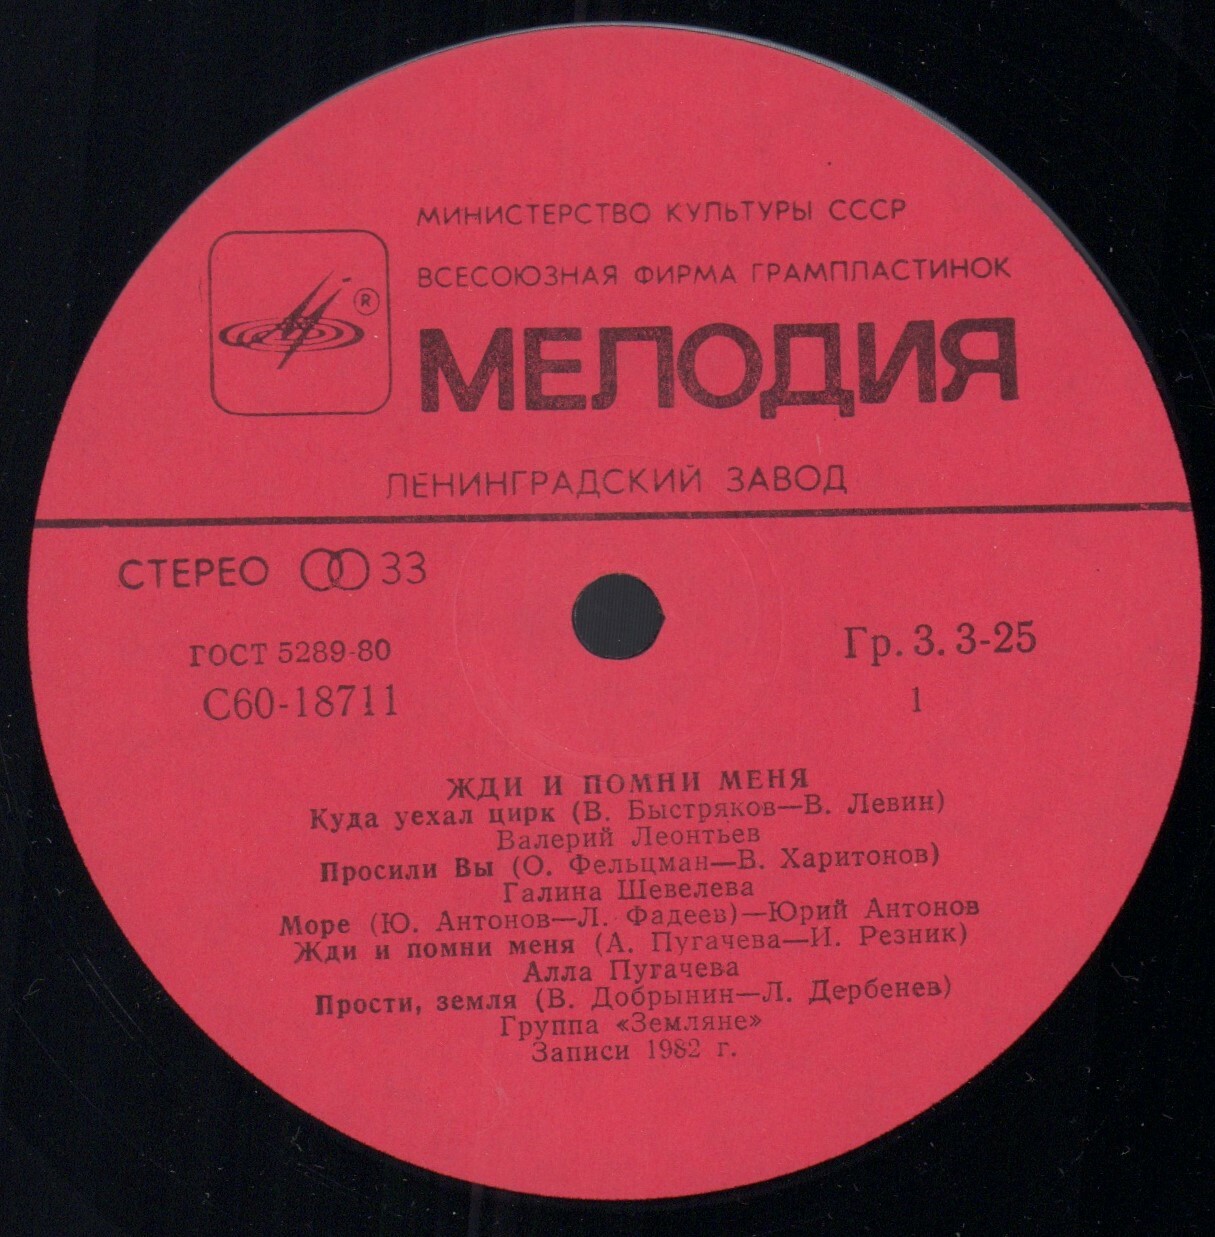 МИНИСТЕРСТВО КУЛЬТУРЫ СССР
ВСЕСОЮЗНАЯ ФИРМА ГРАМПЛАСТИНОК
®
МЕЛОДИЯ
ЛЕНИНГРАДСКИЙ ЗАВОД
СТЕРЕО 33
ГОСТ 5289-80
Гр. 3. 3-25
С60-18711
1
ЖДИ И ПОМНИ МЕНЯ
Куда уехал цирк (В. Быстряков—В. Левин)
Валерий Леонтьев
Просили Вы (О. Фельцман—В. Харитонов)
Галина Шевелева
Море (Ю. Антонов—Л. Фадеев)—Юрий Антонов
Жди и помни меня (А. Пугачева—И. Резник)
Алла Пугачева
Прости, земля (В. Добрынин—Л. Дербенев)
Группа «Земляне»
Записи 1982 г.